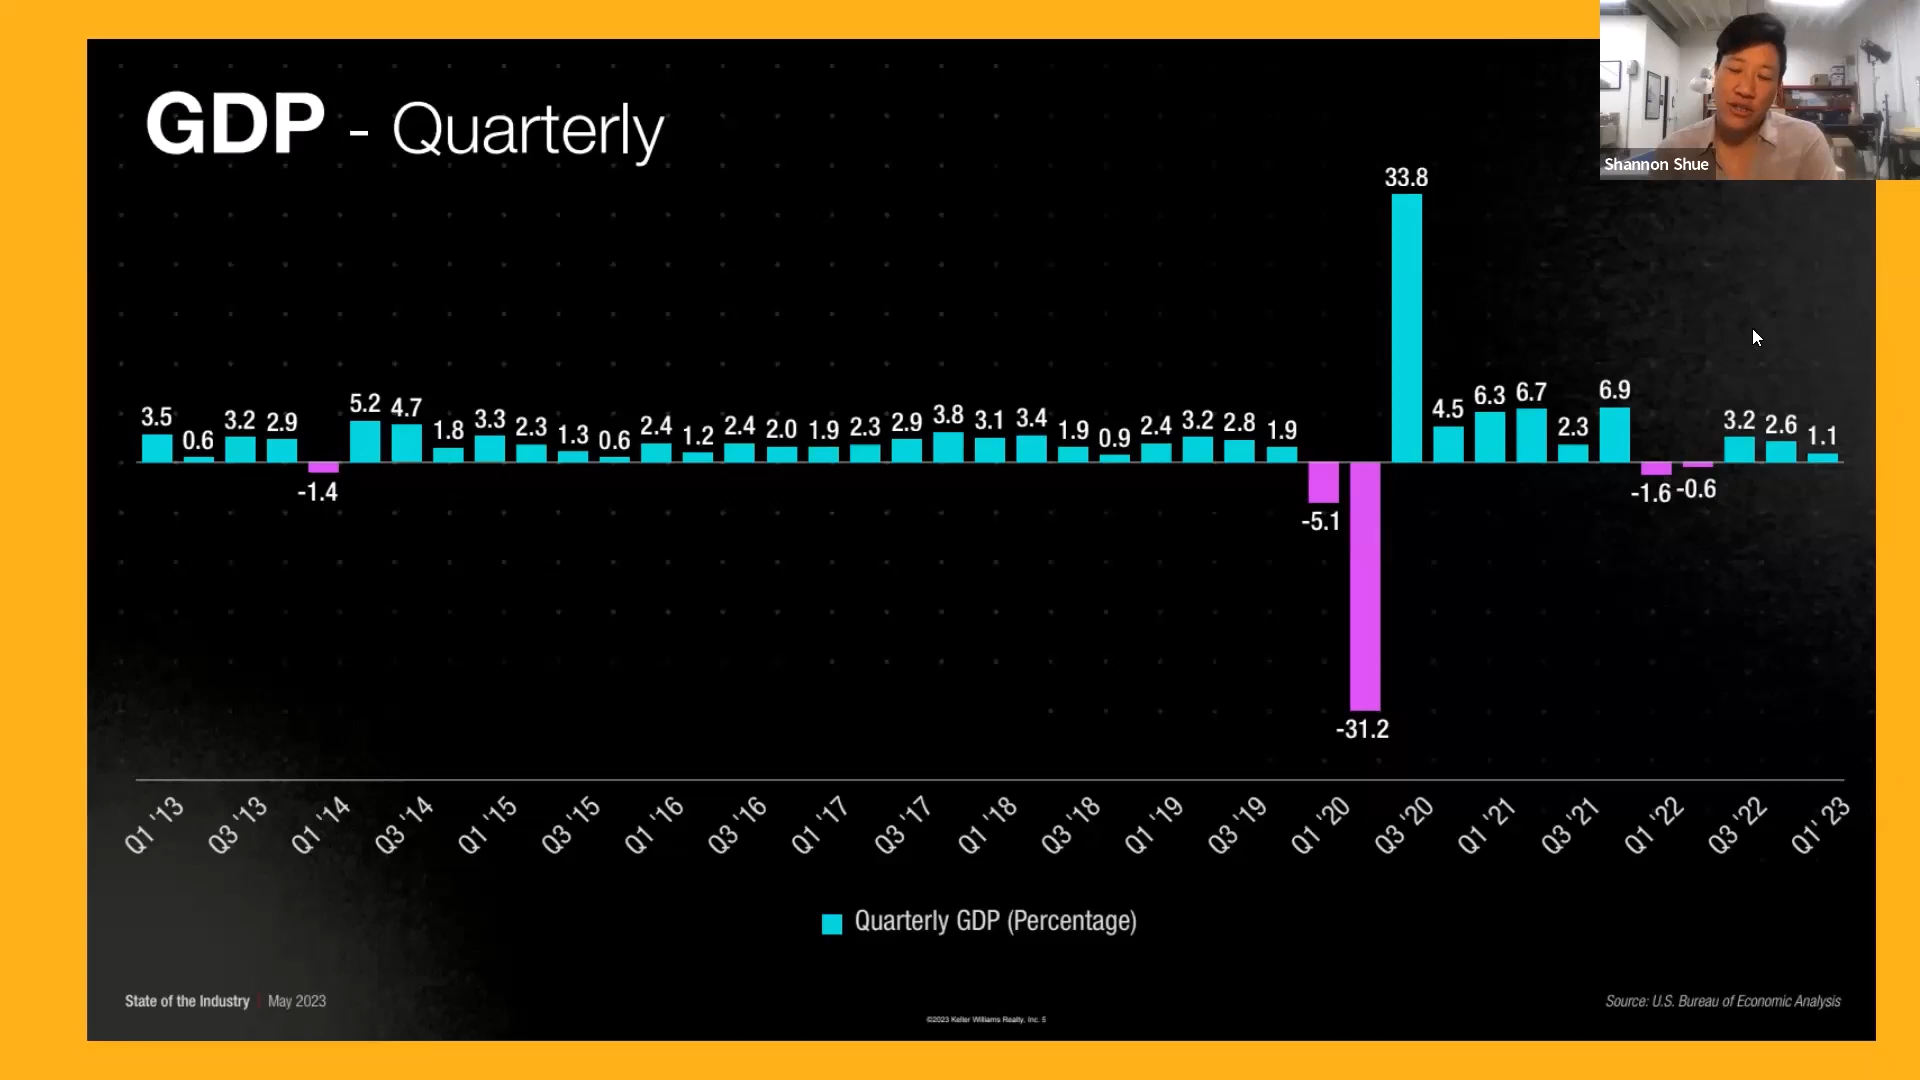 GDP - Quarterly
Shannon Shue
33.8
3.5 0.6 3.2 2.9 5.2 4.7 1.8 3.3 2.3 1.3 0.6 2.4 1.2 2.4 2.0 1.9 2.3 2.9 3.8 3.1 3.4 1.9 0.9 2.4 3.2 2.8 1.9 4.5 6.3 6.7 2.3 6.9 3.2 2.6 1.1
-1.4 -5.1 -1.6 -0.6
-31.2
Q1 '13 Q3 '13 Q1 '14 Q3 '14 Q1 '15 Q3 '15 Q1 '16 Q3 '16 Q1 '17 Q3 '17 Q1 '18 Q3 '18 Q1 '19 Q3 '19 Q1 '20 Q3 '20 Q1 '21 Q3 '21 Q1 '22 Q3 '22 Q1' 23
Quarterly GDP (Percentage)
State of the Industry | May 2023
Source: U.S. Bureau of Economic Analysis
©2023 Keller Williams Realty, Inc. 5